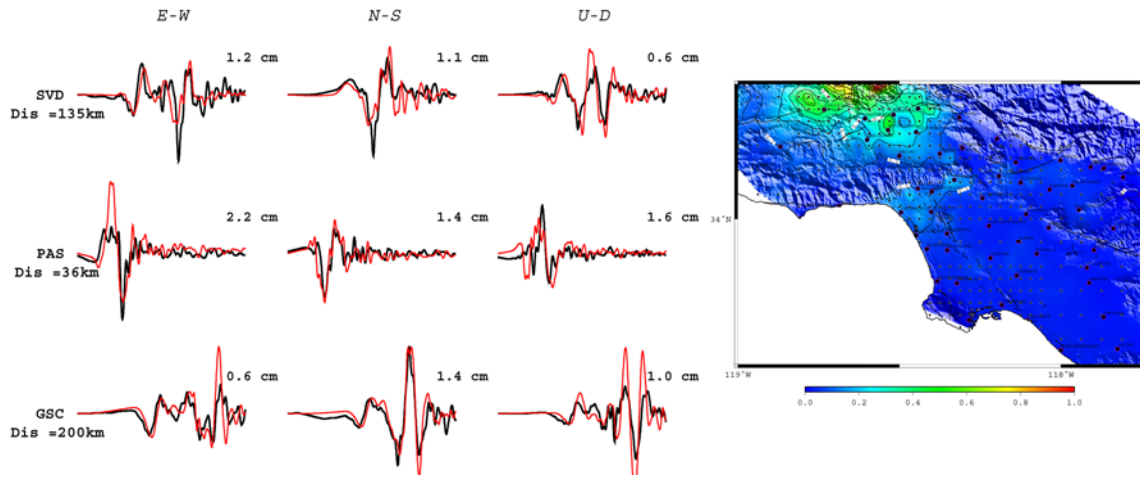 E-W N-S U-D
1.2 cm 1.1 cm 0.6 cm
SVD
Dis =135km
2.2 cm 1.4 cm 1.6 cm
PAS
Dis =36km
0.6 cm 1.4 cm 1.0 cm
GSC
Dis =200km
34˚N
119˚W 118˚W
0.0 0.2 0.4 0.6 0.8 1.0